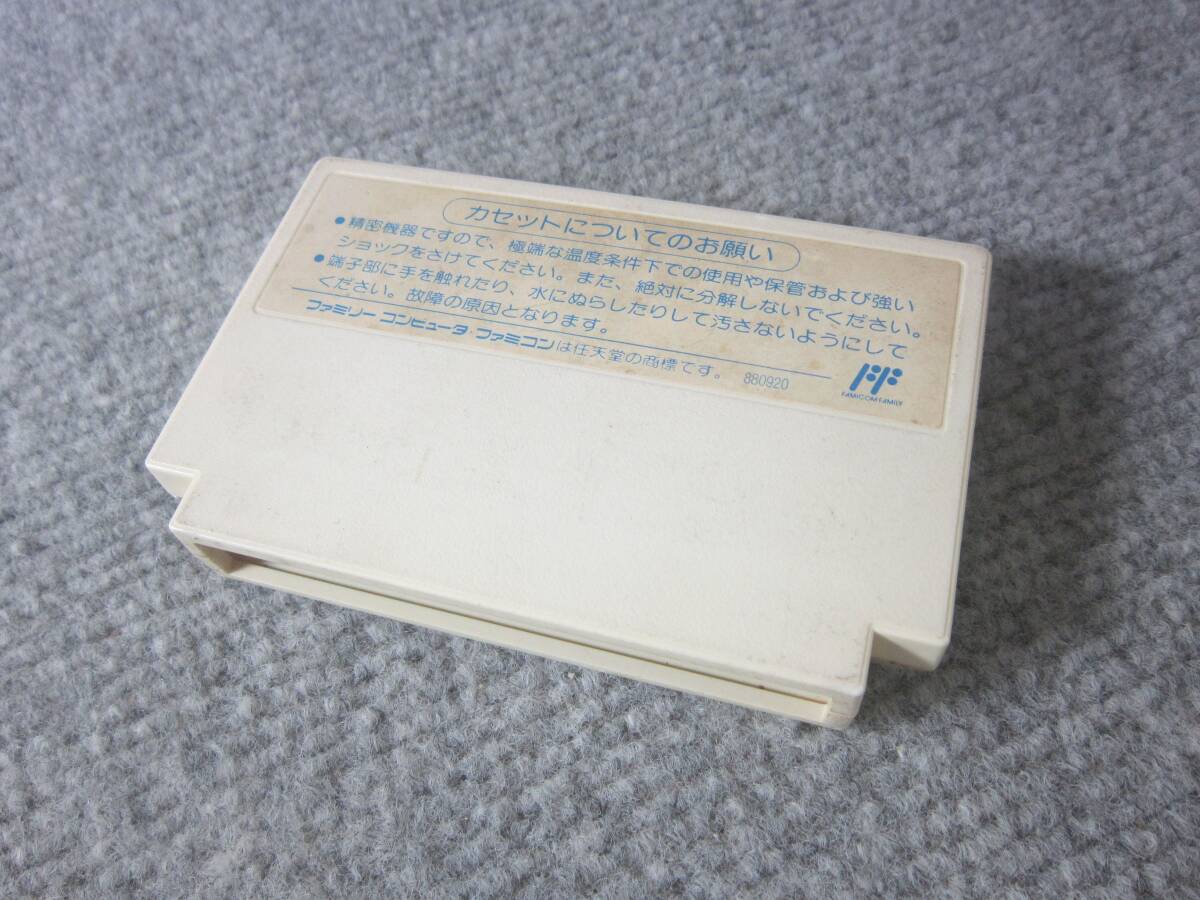 カセットについてのお願い
●精密機器ですので、極端な温度条件下での使用や保管および強い
ショックをさけてください。また、絶対に分解しないでください。
●端子部に手を触れたり、水にぬらしたりして汚さないようにして
ください。故障の原因となります。
ファミリー コンピュータ・ファミコンは任天堂の商標です。 880920
FF
FAMICOM FAMILY